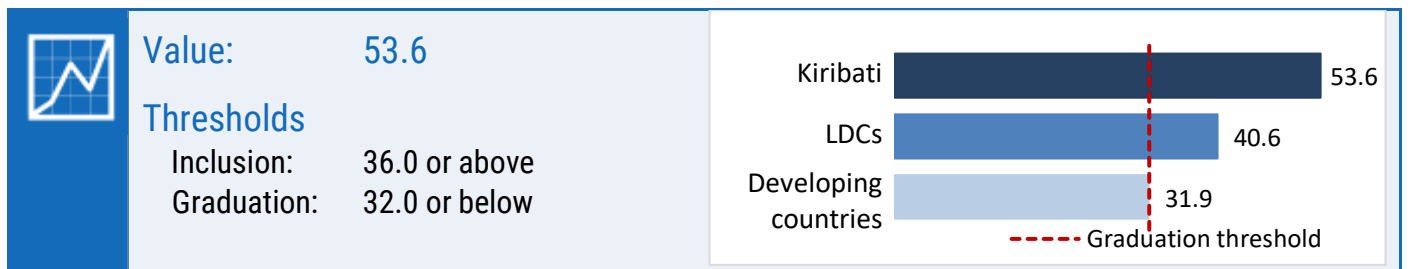 Value: 53.6
Thresholds
Inclusion: 36.0 or above
Graduation: 32.0 or below
Kiribati 53.6
LDCs 40.6
Developing
countries 31.9
Graduation threshold